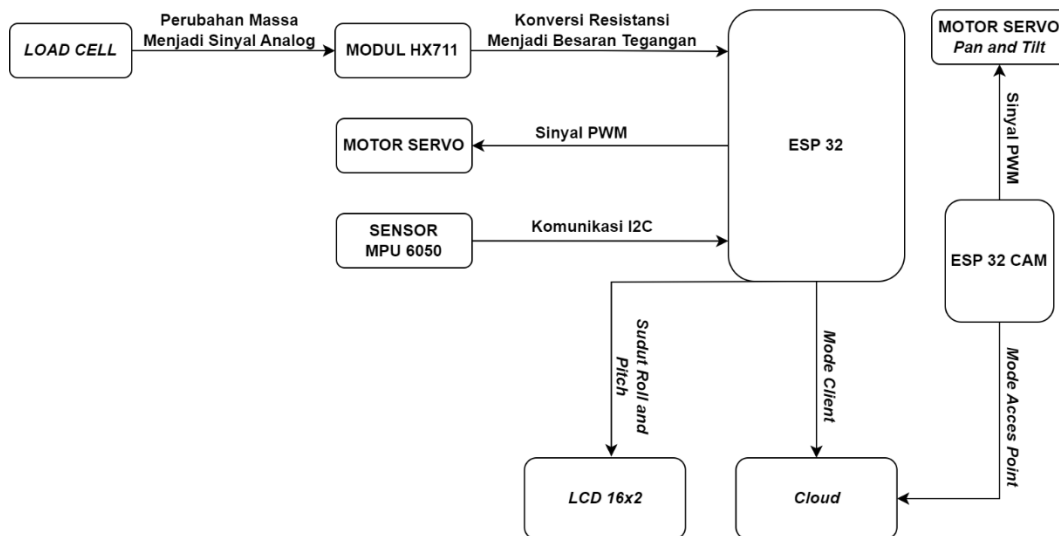 LOAD CELL
Perubahan Massa
Menjadi Sinyal Analog
MODUL HX711
Konversi Resistansi
Menjadi Besaran Tegangan
ESP 32
MOTOR SERVO
Pan and Tilt
MOTOR SERVO
Sinyal PWM
Sinyal PWM
SENSOR
MPU 6050
Komunikasi I2C
ESP 32 CAM
Sudut Roll and
Pitch
Mode Client
Mode Acces Point
LCD 16x2
Cloud